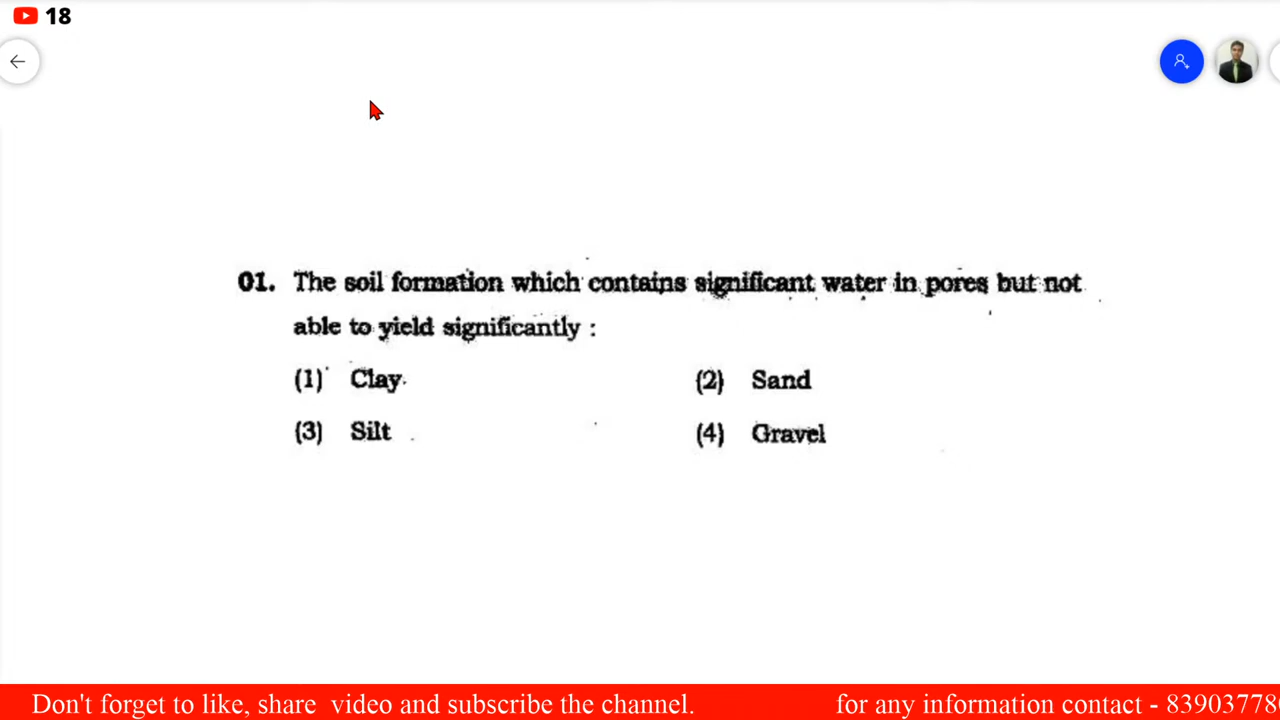 18
01. The soil formation which contains significant water in pores but not
able to yield significantly :
(1) Clay (2) Sand
(3) Silt (4) Gravel
Don't forget to like, share video and subscribe the channel. for any information contact - 83903778